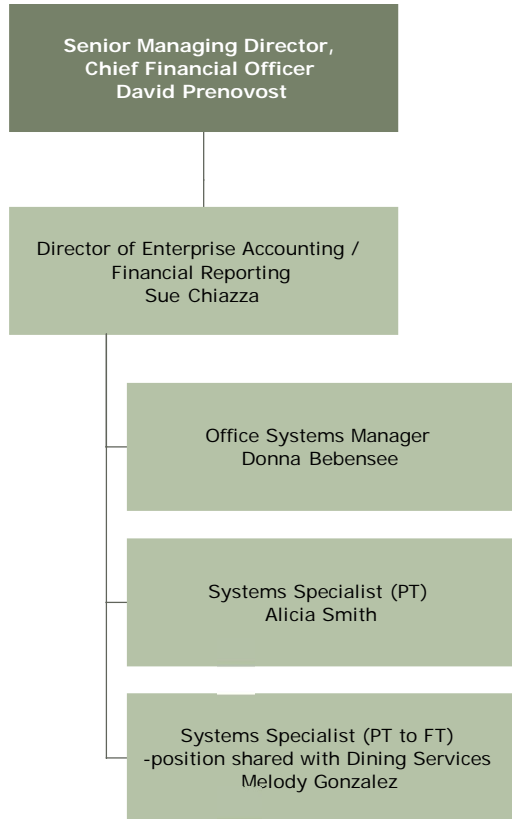 Senior Managing Director,
Chief Financial Officer
David Prenovost
Director of Enterprise Accounting /
Financial Reporting
Sue Chiazza
Office Systems Manager
Donna Bebensee
Systems Specialist (PT)
Alicia Smith
Systems Specialist (PT to FT)
-position shared with Dining Services
Melody Gonzalez